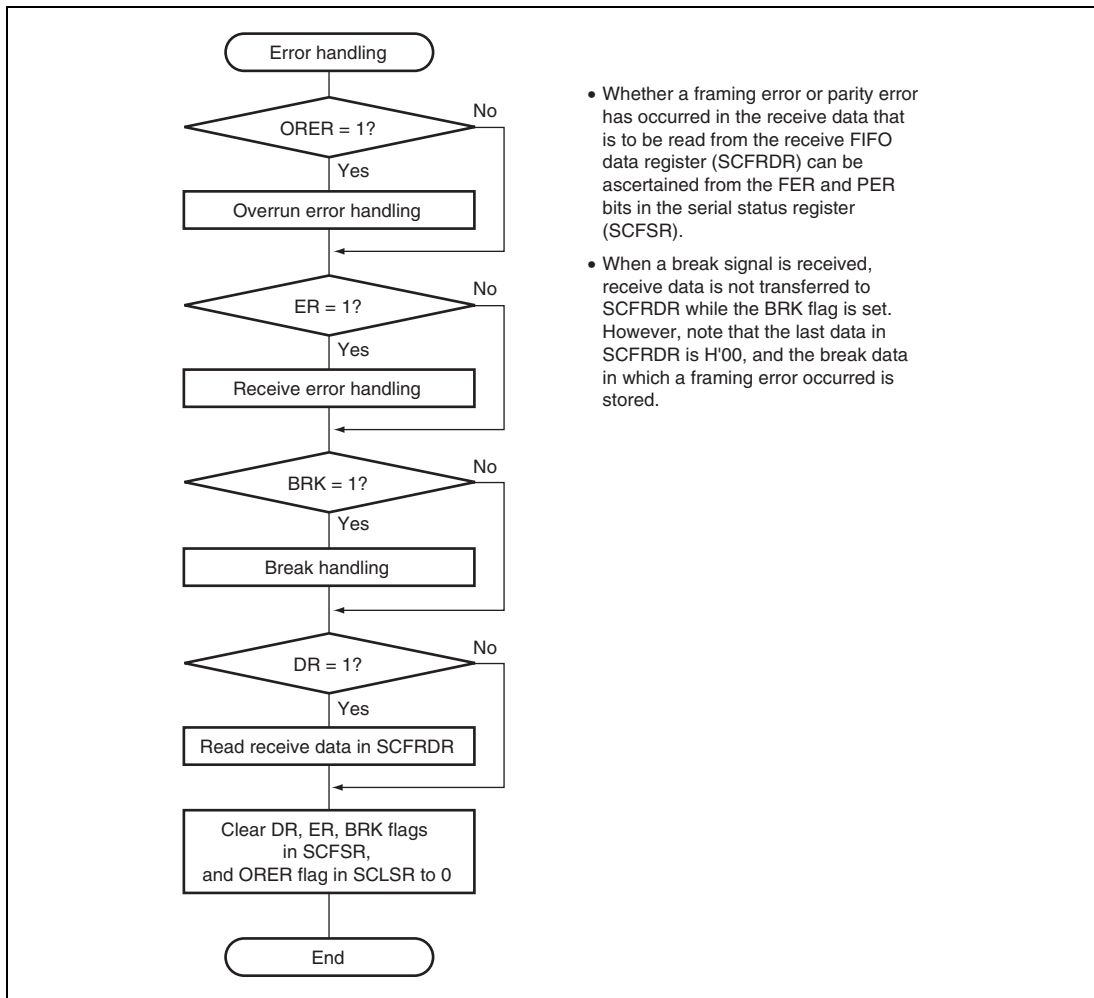 Error handling
ORER = 1?
No
Yes
Overrun error handling
ER = 1?
No
Yes
Receive error handling
BRK = 1?
No
Yes
Break handling
DR = 1?
No
Yes
Read receive data in SCFRDR
Clear DR, ER, BRK flags
in SCFSR,
and ORER flag in SCLSR to 0
End
• Whether a framing error or parity error
has occurred in the receive data that
is to be read from the receive FIFO
data register (SCFRDR) can be
ascertained from the FER and PER
bits in the serial status register
(SCFSR).
• When a break signal is received,
receive data is not transferred to
SCFRDR while the BRK flag is set.
However, note that the last data in
SCFRDR is H'00, and the break data
in which a framing error occurred is
stored.